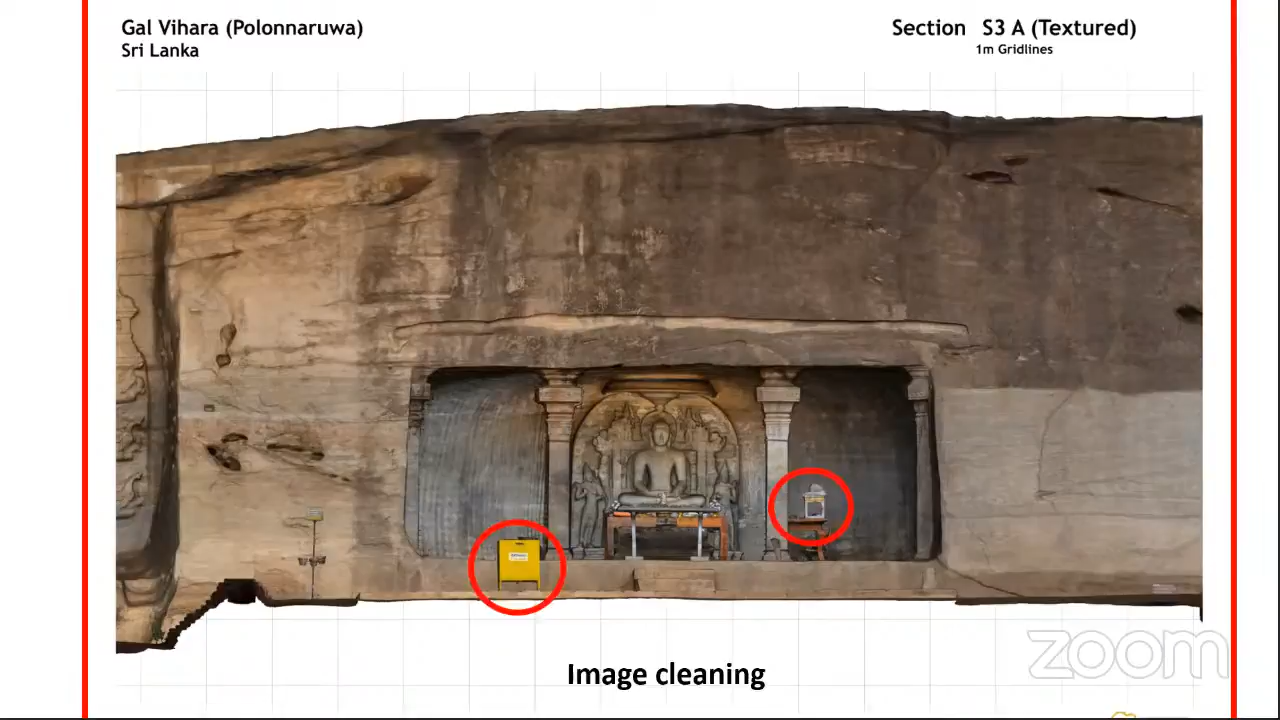 Gal Vihara (Polonnaruwa)
Sri Lanka
Section S3 A (Textured)
1m Gridlines
Image cleaning
zoom